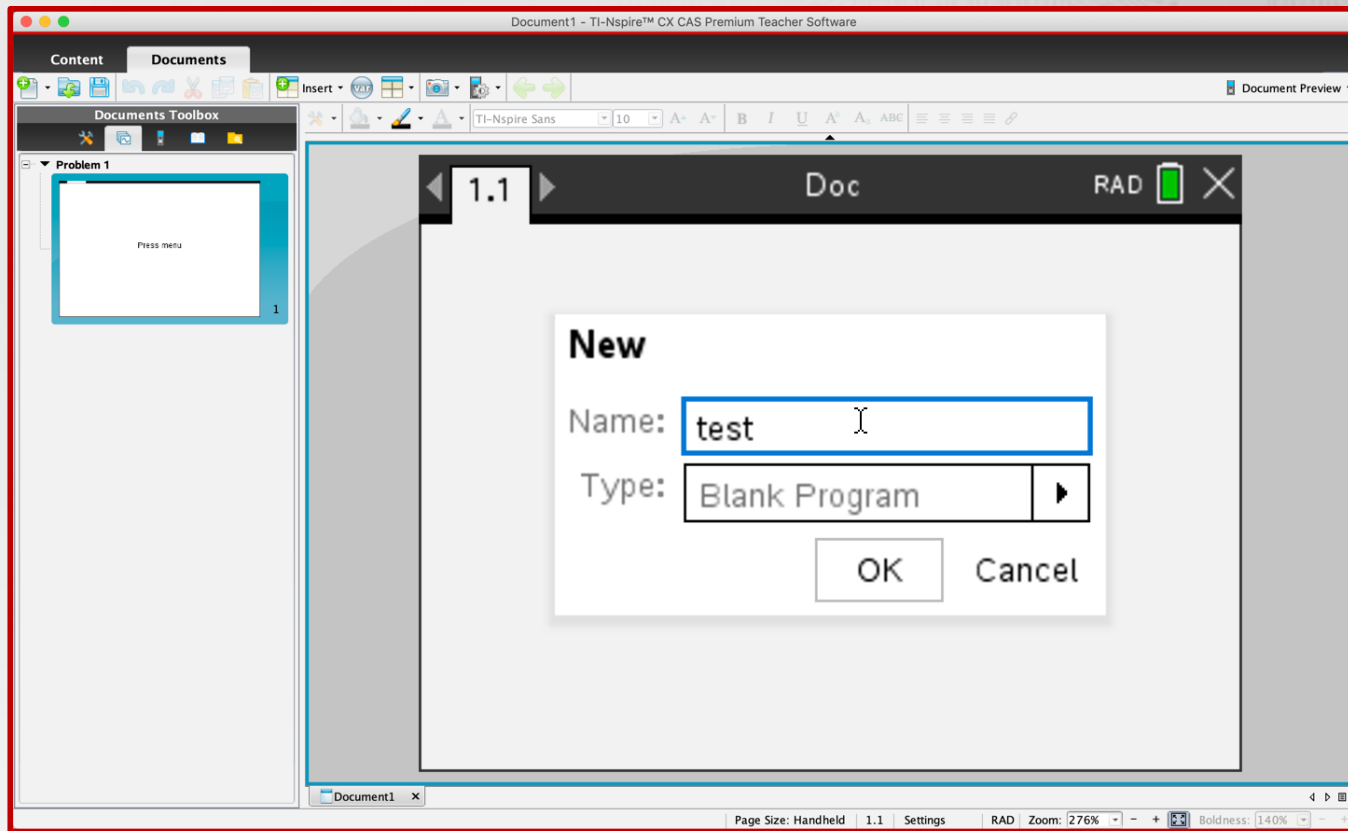 Document1 - TI-Nspire™ CX CAS Premium Teacher Software
Content Documents
Insert var Document Preview
Documents Toolbox
TI-Nspire Sans 10 A+ A- B I U ABC
Problem 1
Press menu
1
1.1 Doc RAD
New
Name: test
Type: Blank Program
OK Cancel
Document1
Page Size: Handheld 1.1 Settings RAD Zoom: 276% - + Boldness: 140% - +